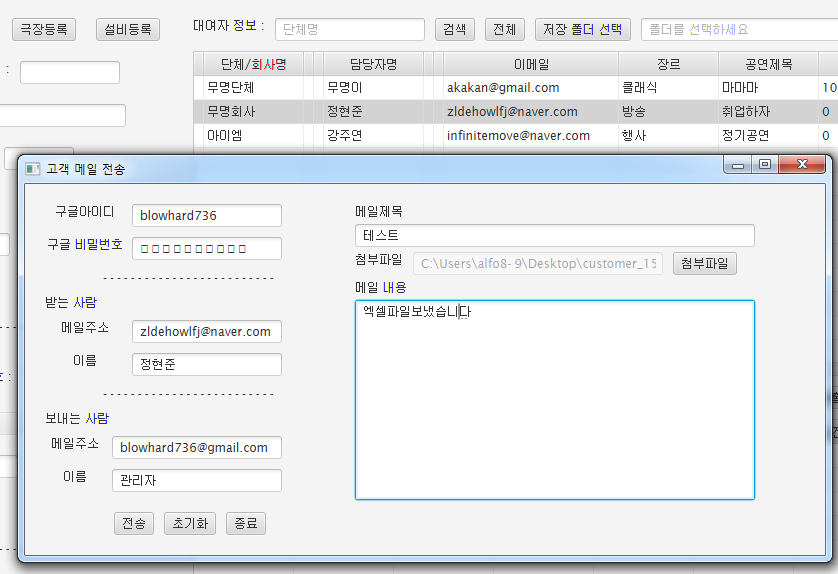 극장등록 설비등록 대여자 정보 : 단체명 검색 전체 저장 폴더 선택 폴더를 선택하세요
:
단체/회사명 담당자명 이메일 장르 공연제목
무명단체 무명이 akakan@gmail.com 클래식 마마마 10
무명회사 정현준 zldehowlfj@naver.com 방송 취업하자 0
아이엠 강주연 infinitemove@naver.com 행사 정기공연 0
고객 메일 전송
구글아이디 blowhard736
구글 비밀번호
받는 사람
메일주소 zldehowlfj@naver.com
이름 정현준
보내는 사람
메일주소 blowhard736@gmail.com
이름 관리자
전송 초기화 종료
메일제목
테스트
첨부파일 C:\Users\alfo8- 9\Desktop\customer_15 첨부파일
메일 내용
엑셀파일보냈습니다